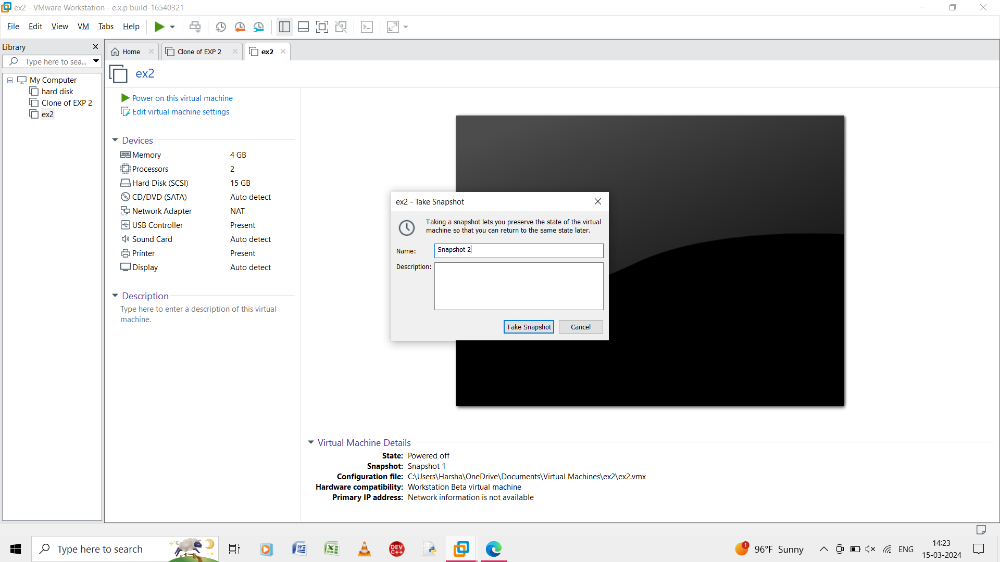 ex2 - VMware Workstation - e.x.p build-16540321
File Edit View VM Tabs Help
Library
Home
Clone of EXP 2
ex2
Type here to sea...
My Computer
hard disk
Clone of EXP 2
ex2
ex2
Power on this virtual machine
Edit virtual machine settings
Devices
Memory 4 GB
Processors 2
Hard Disk (SCSI) 15 GB
CD/DVD (SATA) Auto detect
Network Adapter NAT
USB Controller Present
Sound Card Auto detect
Printer Present
Display Auto detect
Description
Type here to enter a description of this virtual
machine.
ex2 - Take Snapshot
Taking a snapshot lets you preserve the state of the virtual
machine so that you can return to the same state later.
Name: Snapshot 2
Description:
Take Snapshot Cancel
Virtual Machine Details
State: Powered off
Snapshot: Snapshot 1
Configuration file: C:\Users\Harsha\OneDrive\Documents\Virtual Machines\ex2\ex2.vmx
Hardware compatibility: Workstation Beta virtual machine
Primary IP address: Network information is not available
Type here to search
DEV
C++
1
96°F Sunny
ENG
14:23
15-03-2024